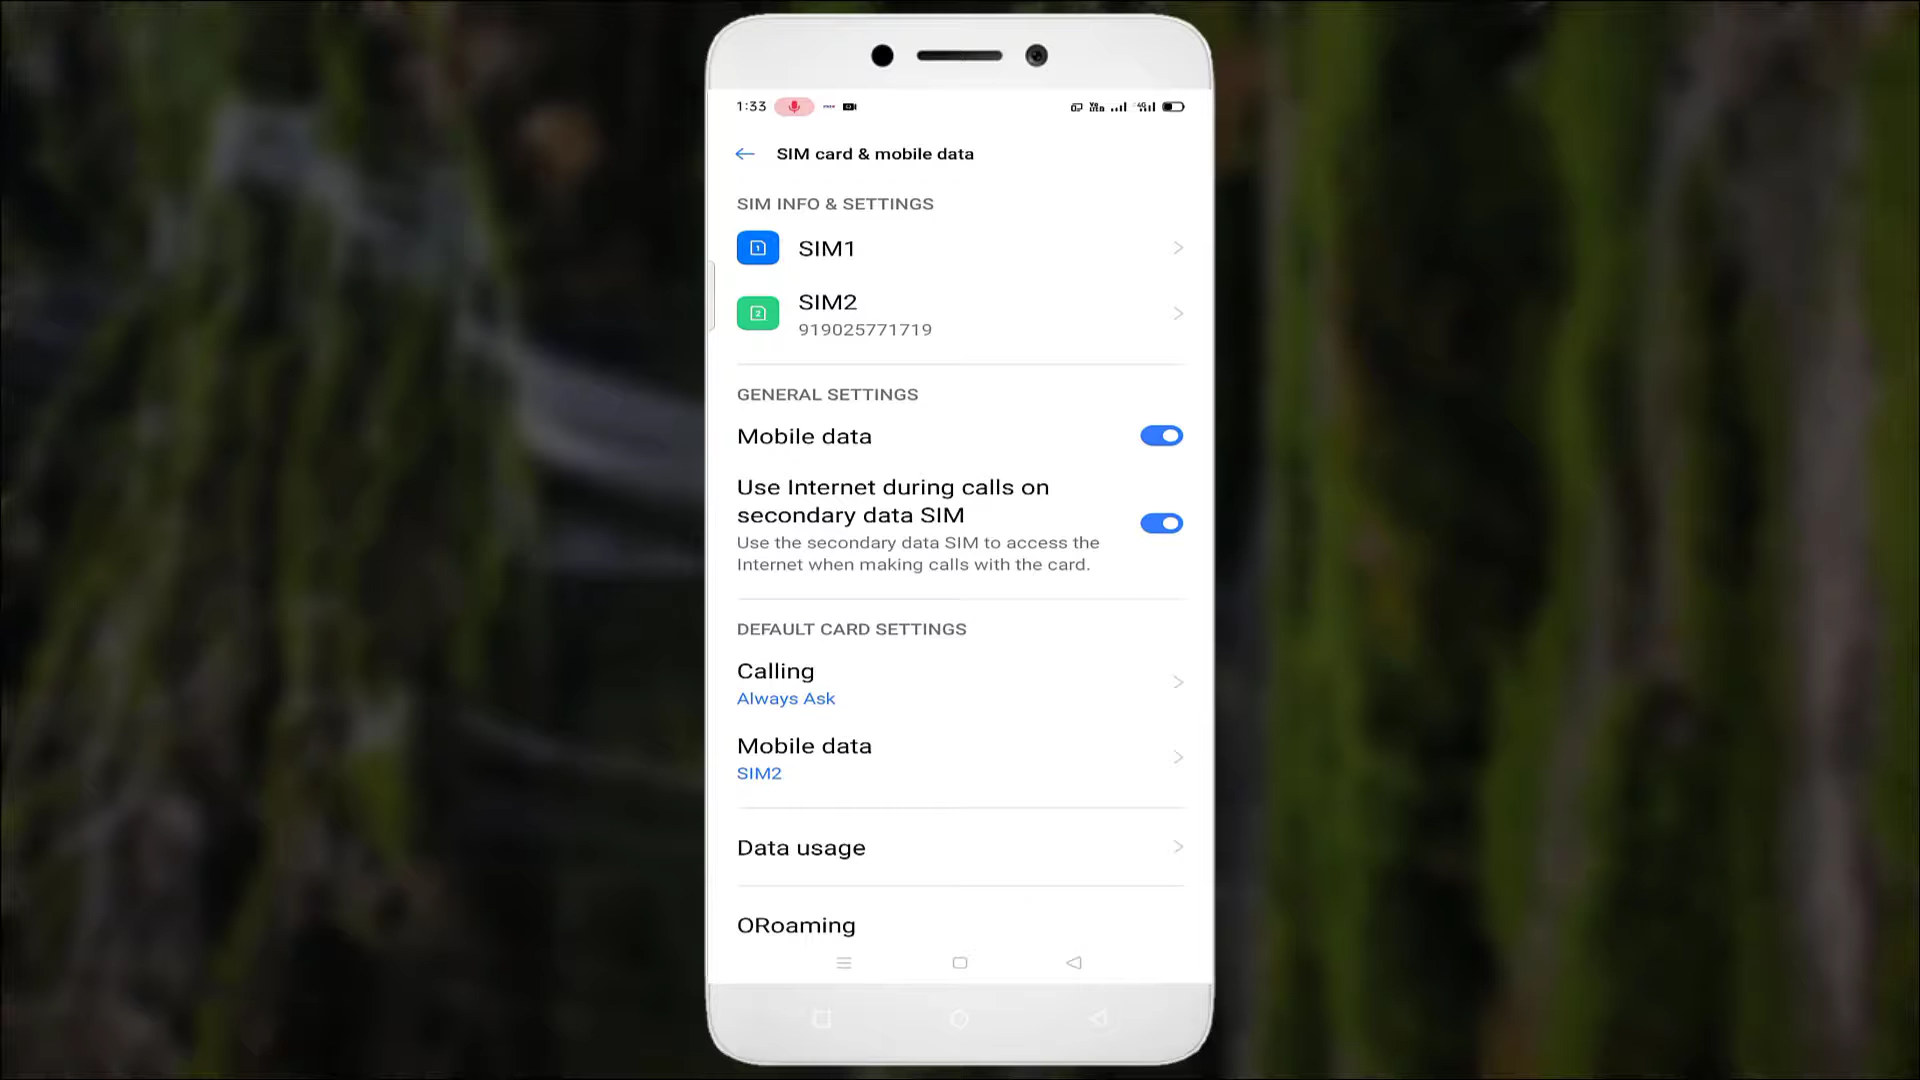 1:33
SIM card & mobile data
SIM INFO & SETTINGS
1
SIM1
2
SIM2
919025771719
GENERAL SETTINGS
Mobile data
Use Internet during calls on
secondary data SIM
Use the secondary data SIM to access the
Internet when making calls with the card.
DEFAULT CARD SETTINGS
Calling
Always Ask
Mobile data
SIM2
Data usage
ORoaming